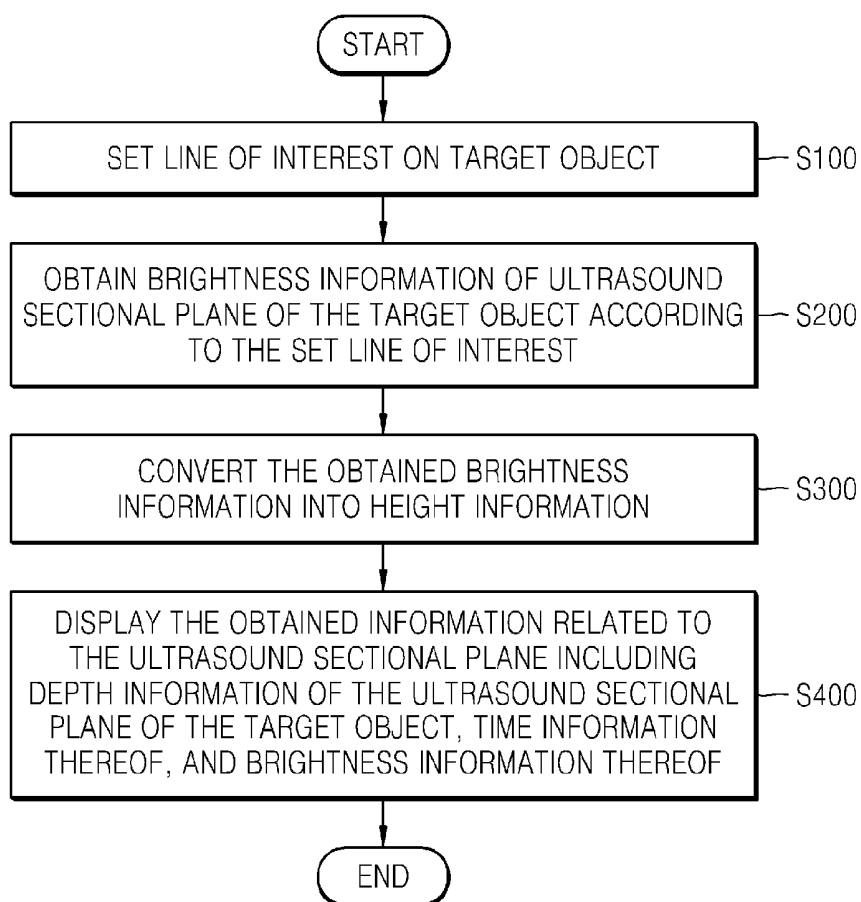 START
SET LINE OF INTEREST ON TARGET OBJECT
S100
OBTAIN BRIGHTNESS INFORMATION OF ULTRASOUND
SECTIONAL PLANE OF THE TARGET OBJECT ACCORDING
TO THE SET LINE OF INTEREST
S200
CONVERT THE OBTAINED BRIGHTNESS
INFORMATION INTO HEIGHT INFORMATION
S300
DISPLAY THE OBTAINED INFORMATION RELATED TO
THE ULTRASOUND SECTIONAL PLANE INCLUDING
DEPTH INFORMATION OF THE ULTRASOUND SECTIONAL
PLANE OF THE TARGET OBJECT, TIME INFORMATION
THEREOF, AND BRIGHTNESS INFORMATION THEREOF
S400
END